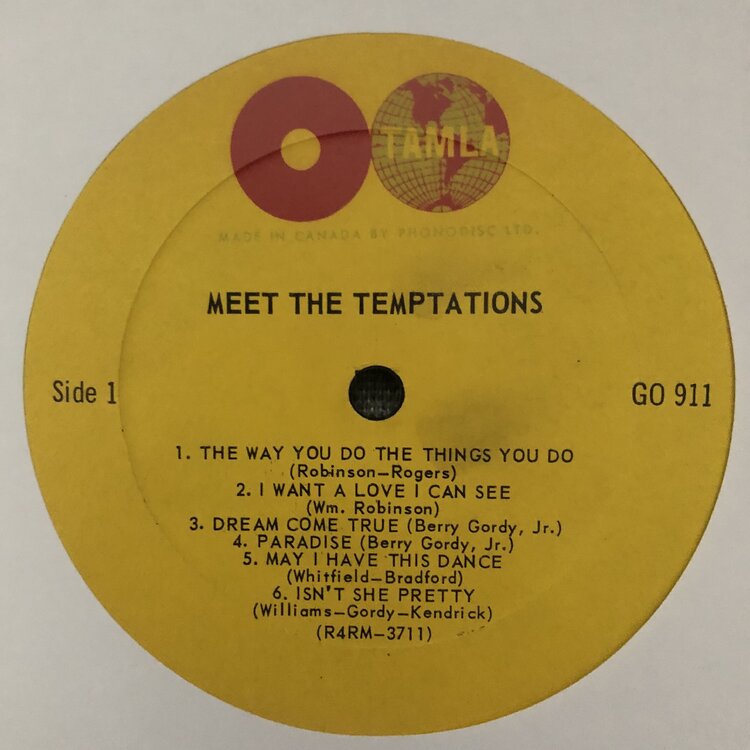 TAMLA
MADE IN CANADA BY PHONODISC LTD.
MEET THE TEMPTATIONS
Side 1
GO 911
1. THE WAY YOU DO THE THINGS YOU DO
(Robinson—Rogers)
2. I WANT A LOVE I CAN SEE
(Wm. Robinson)
3. DREAM COME TRUE (Berry Gordy, Jr.)
4. PARADISE (Berry Gordy, Jr.)
5. MAY I HAVE THIS DANCE
(Whitfield—Bradford)
6. ISN'T SHE PRETTY
(Williams—Gordy—Kendrick)
(R4RM—3711)